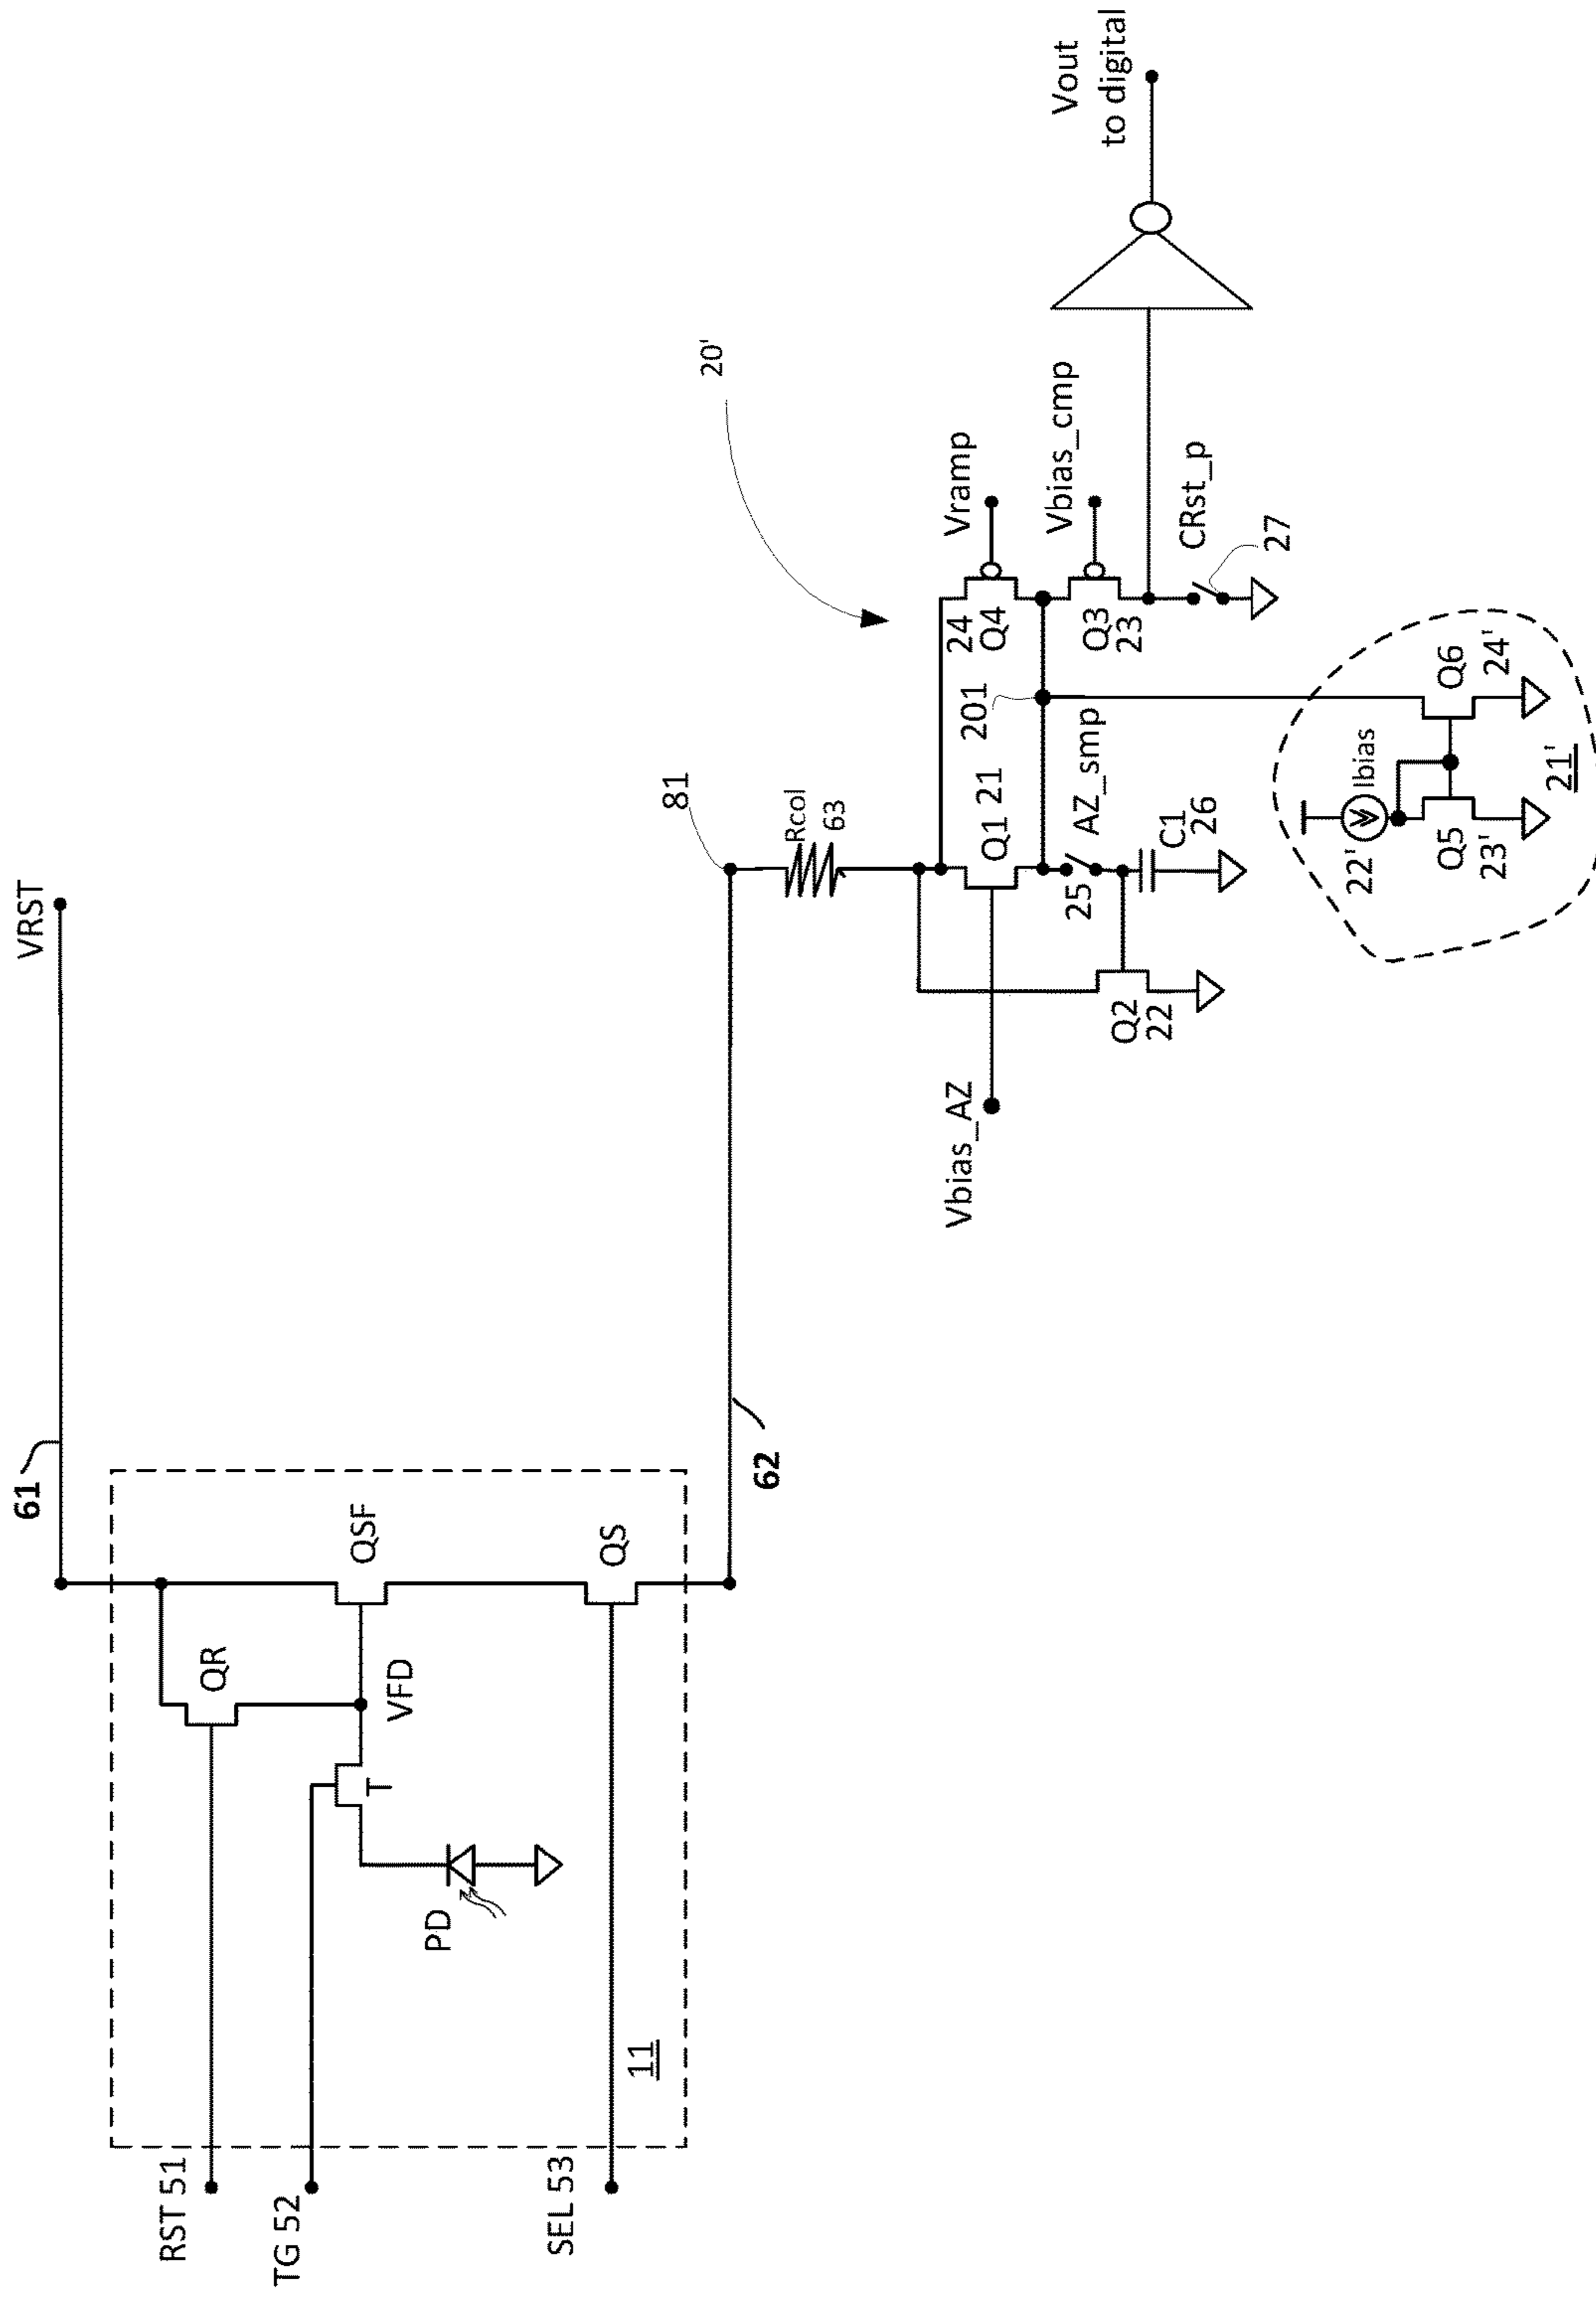 VRST
61
QR
QSF
VFD
PD
QS
11
RST 51
TG 52
SEL 53
62
81
Rcol
63
20'
Vbias_AZ
Q1 21
24
Q4
Vramp
201
Q3
23
Vbias_cmp
25
AZ_smp
C1
26
Q2
22
CRst_p
27
Vout
to digital
22'
Ibias
Q5
23'
Q6
24'
21'